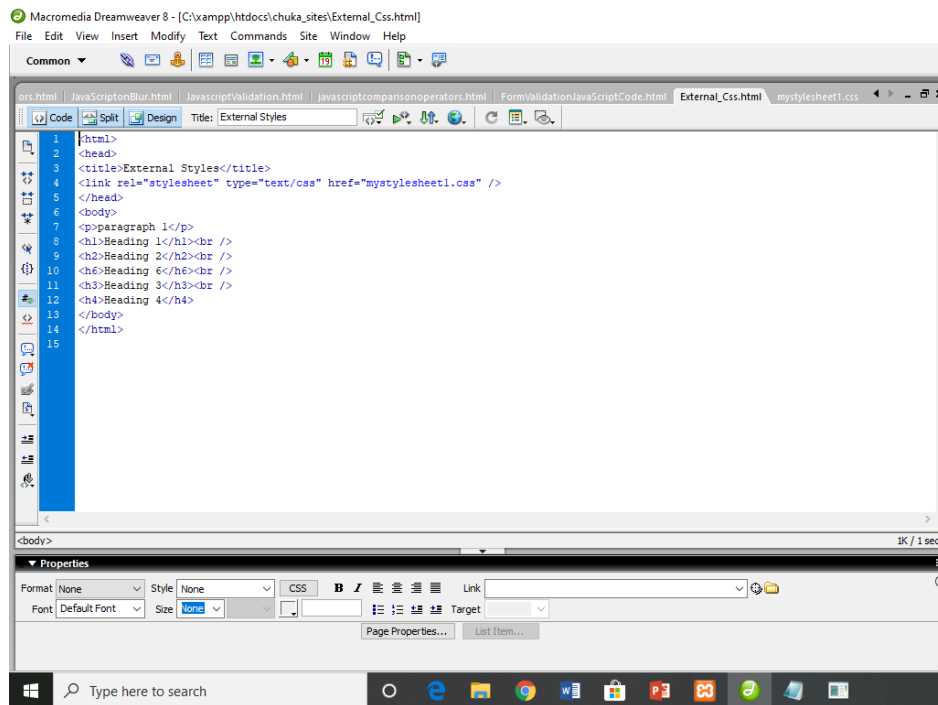 Macromedia Dreamweaver 8 - [C:\xampp\htdocs\chuka_sites\External_Css.html]
File Edit View Insert Modify Text Commands Site Window Help
Common
ors.html JavaScriptonBlur.html JavascriptValidation.html javascriptcomparisonoperators.html FormValidationJavaScriptCode.html External_Css.html mystylesheet1.css
Code Split Design Title: External Styles
1 <html>
2 <head>
3 <title>External Styles</title>
4 <link rel="stylesheet" type="text/css" href="mystylesheet1.css" />
5 </head>
6 <body>
7 <p>paragraph 1</p>
8 <h1>Heading 1</h1><br />
9 <h2>Heading 2</h2><br />
10 <h6>Heading 6</h6><br />
11 <h3>Heading 3</h3><br />
12 <h4>Heading 4</h4>
13 </body>
14 </html>
15
<body> 1K / 1 sec
Properties
Format None Style None CSS B I Link
Font Default Font Size None Target
Page Properties... List Item...
Type here to search